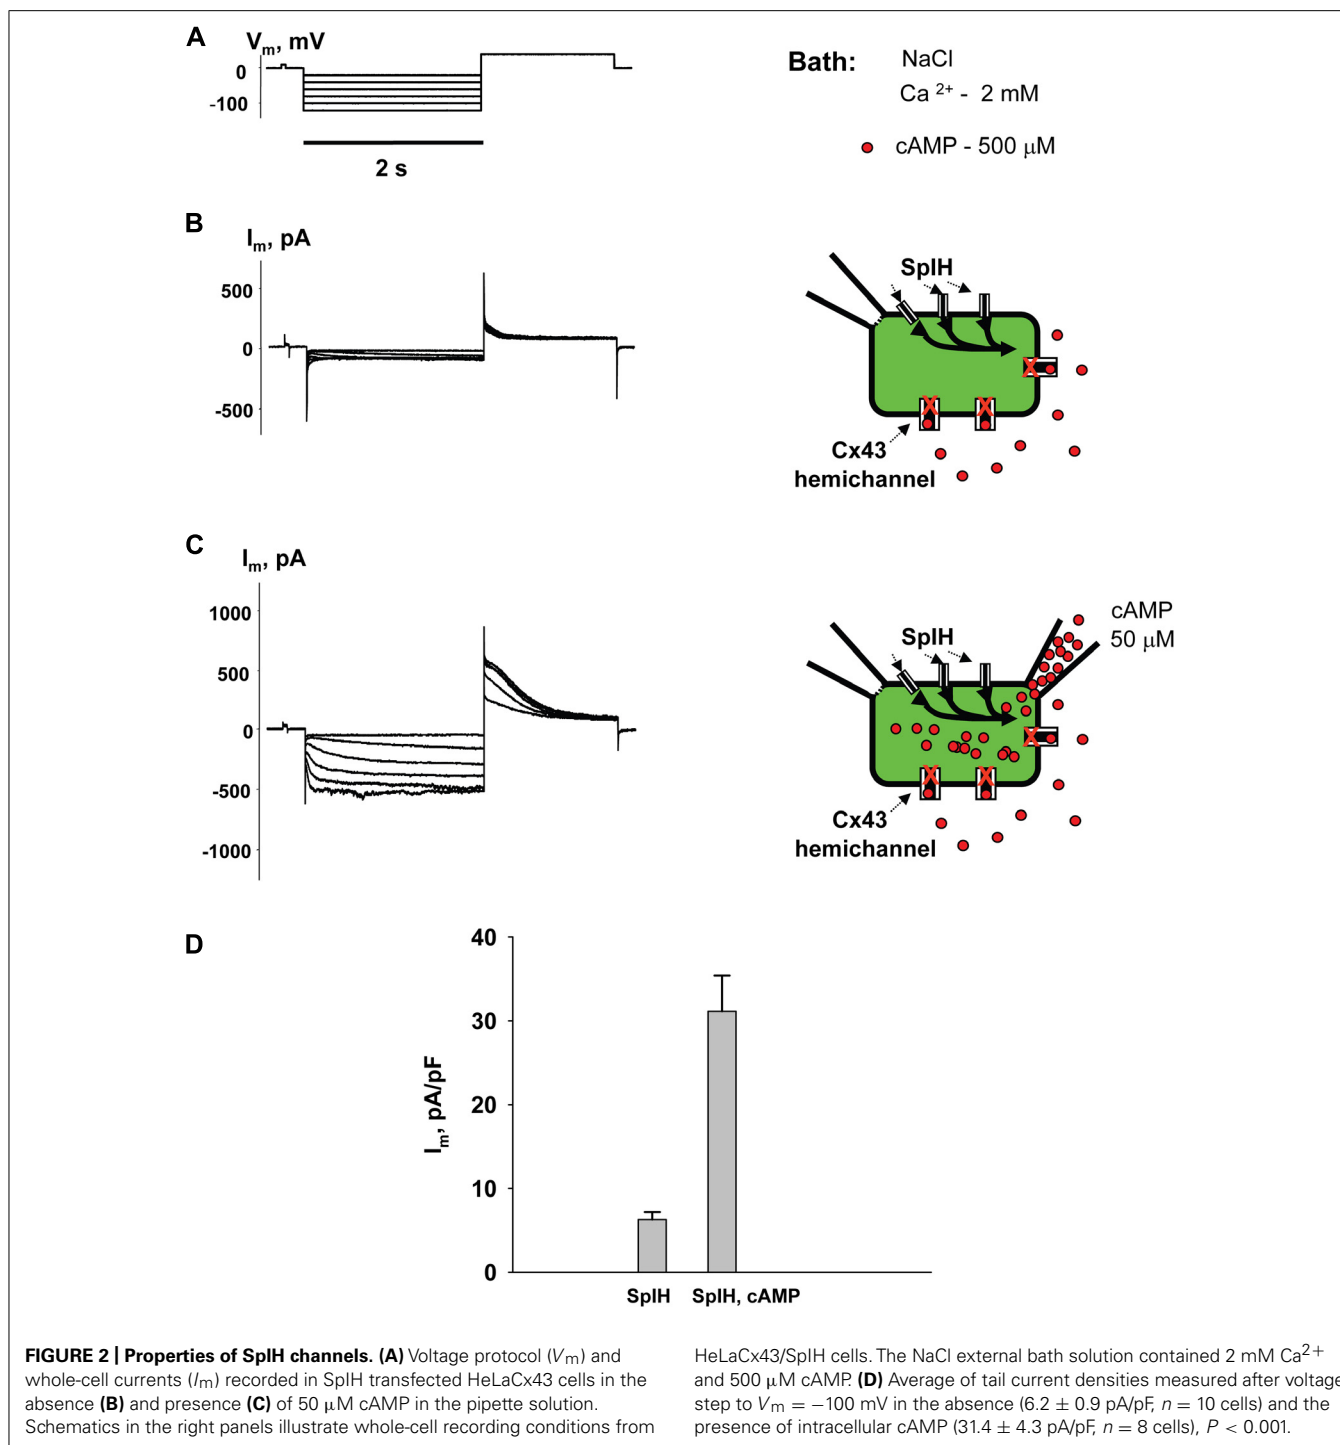 A
Vm, mV
0
-100
2 s
Bath: NaCl
Ca 2+ - 2 mM
cAMP - 500 µM
B
Im, pA
500
0
-500
SpIH
Cx43
hemichannel
C
Im, pA
1000
500
0
-500
-1000
cAMP
50 µM
SpIH
Cx43
hemichannel
D
Im, pA/pF
40
30
20
10
0
SpIH
SpIH, cAMP
FIGURE 2 | Properties of SpIH channels. (A) Voltage protocol (Vm) and
whole-cell currents (Im) recorded in SpIH transfected HeLaCx43 cells in the
absence (B) and presence (C) of 50 µM cAMP in the pipette solution.
Schematics in the right panels illustrate whole-cell recording conditions from
HeLaCx43/SpIH cells. The NaCl external bath solution contained 2 mM Ca2+
and 500 µM cAMP. (D) Average of tail current densities measured after voltage
step to Vm = −100 mV in the absence (6.2 ± 0.9 pA/pF, n = 10 cells) and the
presence of intracellular cAMP (31.4 ± 4.3 pA/pF, n = 8 cells), P < 0.001.